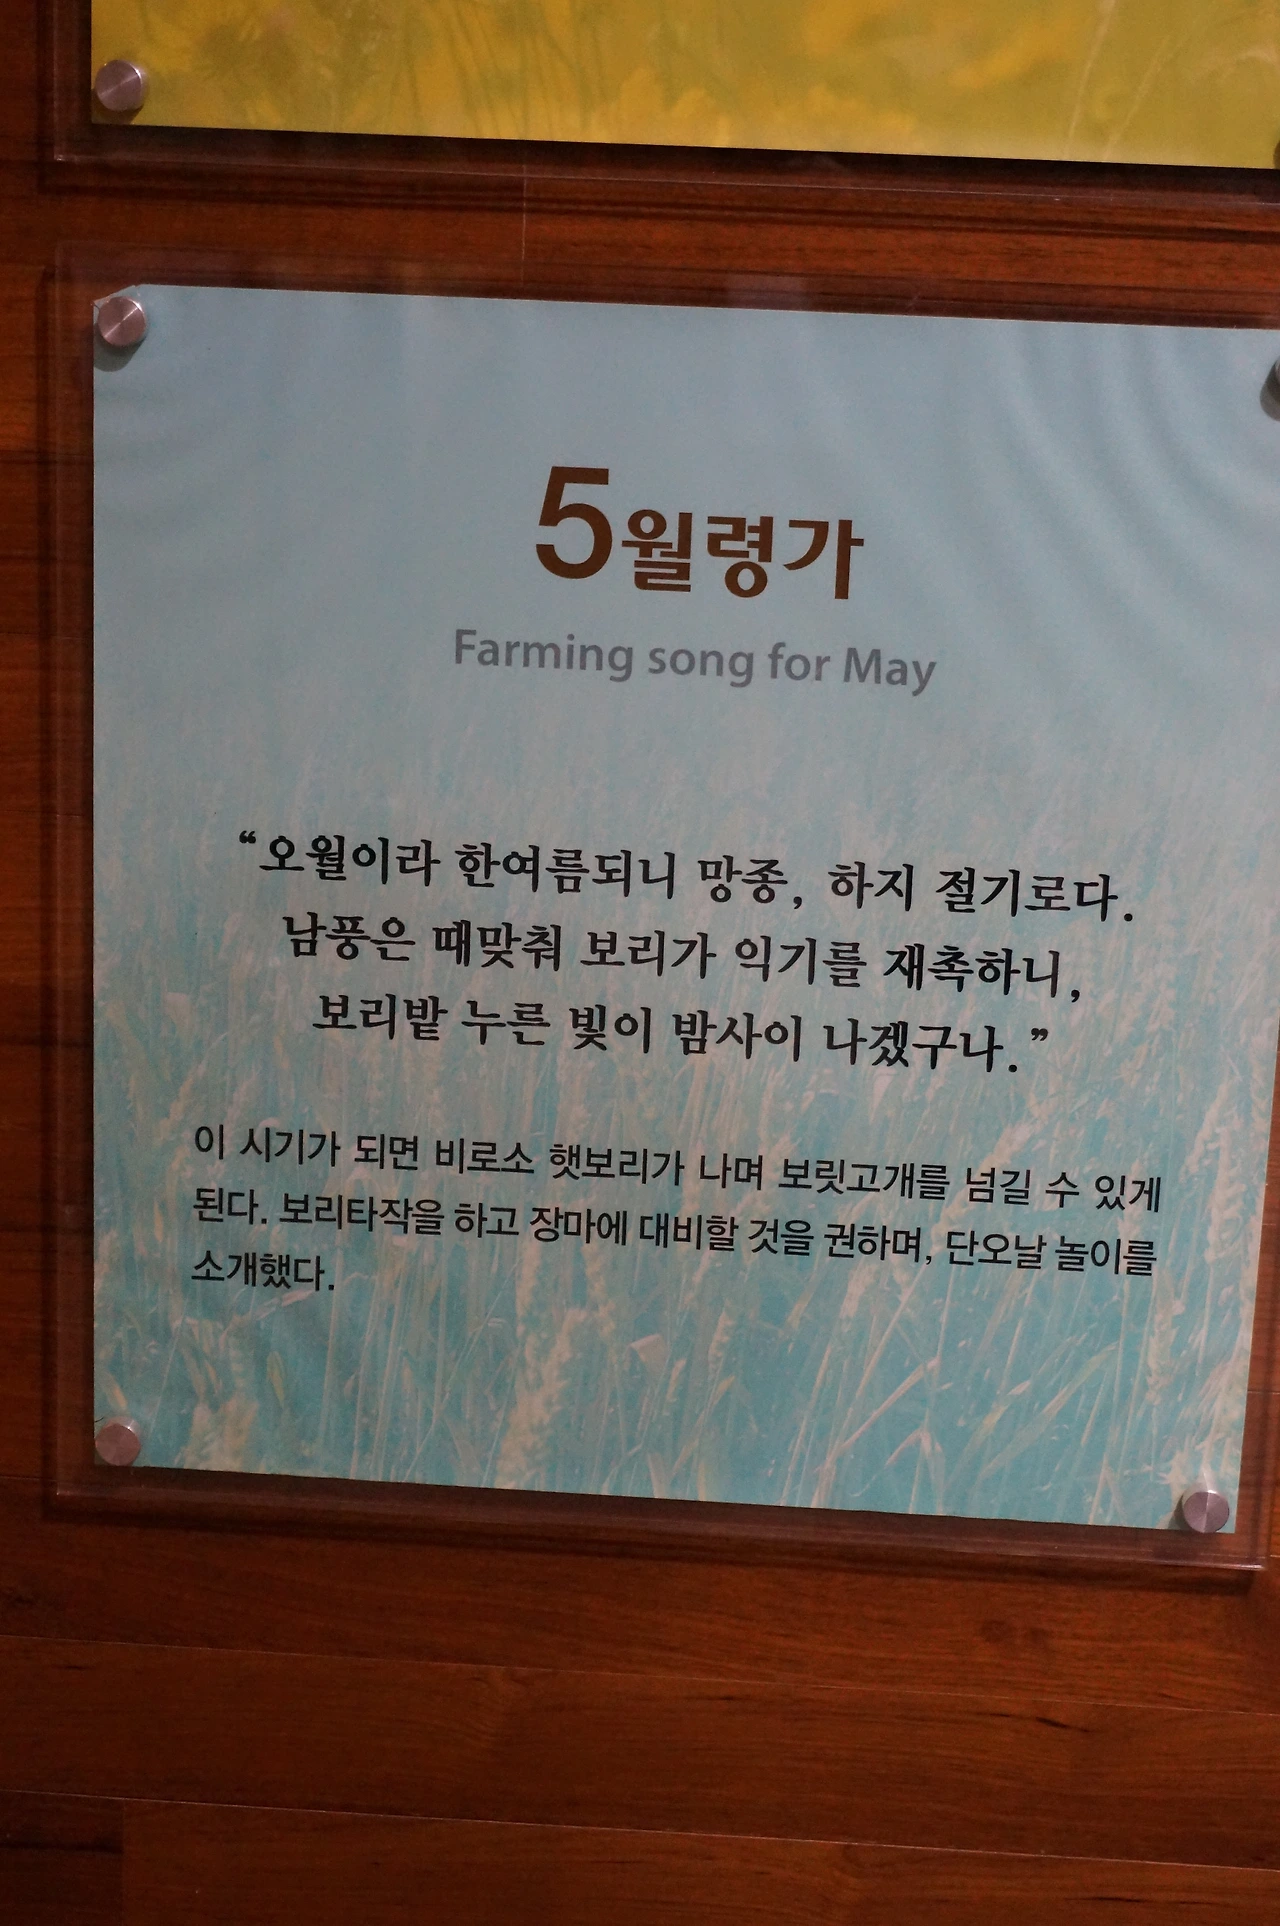 5월령가
Farming song for May
“오월이라 한여름되니 망종, 하지 절기로다.
남풍은 때맞춰 보리가 익기를 재촉하니,
보리밭 누른 빛이 밤사이 나겠구나.”
이 시기가 되면 비로소 햇보리가 나며 보릿고개를 넘길 수 있게
된다. 보리타작을 하고 장마에 대비할 것을 권하며, 단오날 놀이를
소개했다.